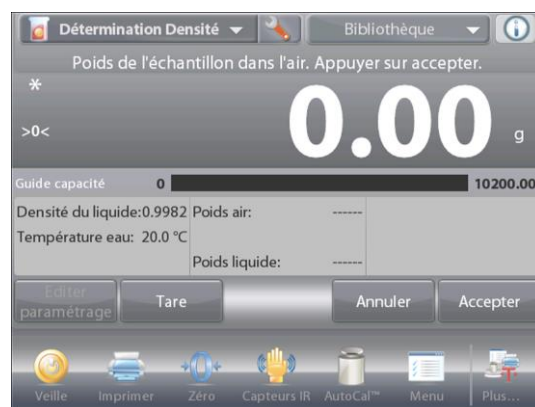 Détermination Densité Bibliothèque
Poids de l'échantillon dans l'air. Appuyer sur accepter.
*
>0< 0.00 g
Guide capacité 0 10200.00
Densité du liquide:0.9982 Poids air: ------
Température eau: 20.0 °C
Poids liquide: ------
Editer paramétrage Tare Annuler Accepter
Veille Imprimer Zéro Capteurs IR AutoCal™ Menu Plus...